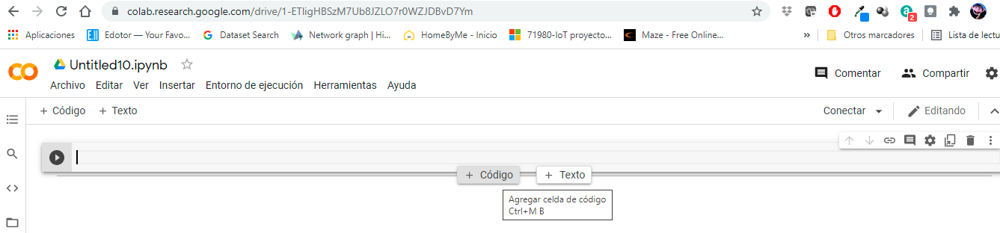 colab.research.google.com/drive/1-ETligHBSzM7Ub8JZLO7r0WZJDBvD7Ym
2
Aplicaciones Edotor — Your Favo... Dataset Search Network graph | Hi... HomeByMe - Inicio 71980-IoT proyecto... Maze - Free Online... » Otros marcadores Lista de lectu
CO Untitled10.ipynb
Archivo Editar Ver Insertar Entorno de ejecución Herramientas Ayuda
Comentar Compartir
+ Código + Texto
Conectar Editando
+ Código + Texto
Agregar celda de código
Ctrl+M B